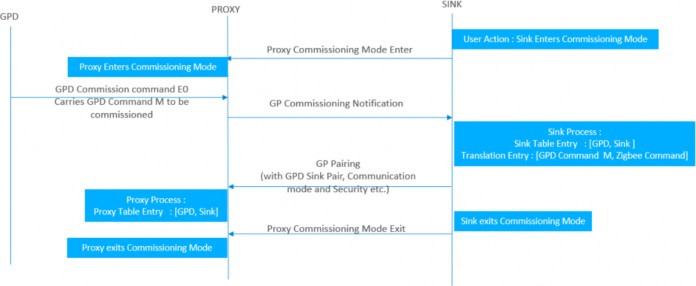 GPD
PROXY
SINK
User Action : Sink Enters Commissioning Mode
Proxy Commissioning Mode Enter
Proxy Enters Commissioning Mode
GPD Commission command E0
Carries GPD Command M to be
commissioned
GP Commissioning Notification
Sink Process :
Sink Table Entry : [GPD, Sink ]
Translation Entry : [GPD Command M, Zigbee Command]
GP Pairing
(with GPD Sink Pair, Communication
mode and Security etc.)
Proxy Process :
Proxy Table Entry : [GPD, Sink]
Sink exits Commissioning Mode
Proxy Commissioning Mode Exit
Proxy exits Commissioning Mode